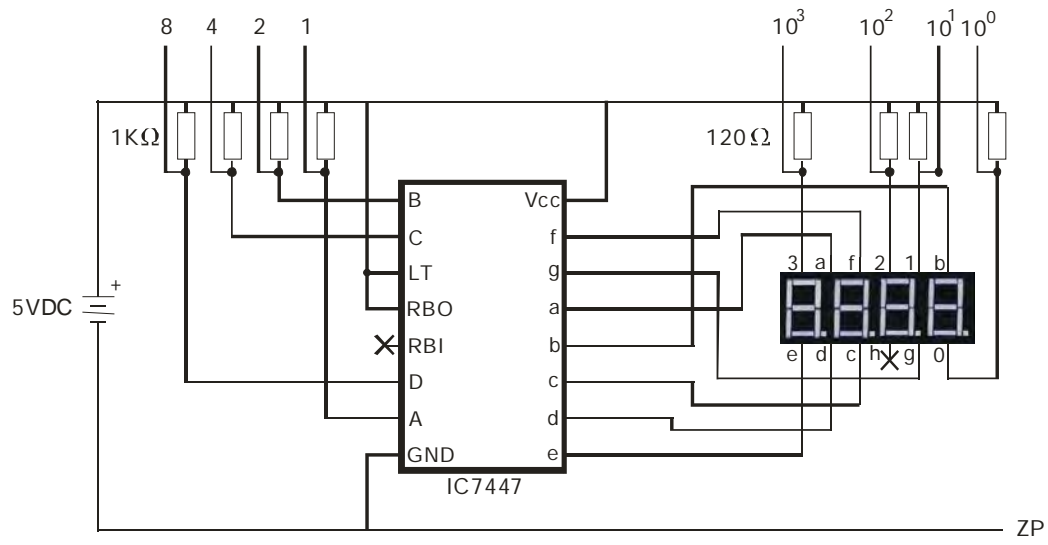 8 4 2 1 10³ 10² 10¹ 10⁰
1KΩ 120Ω
B Vcc
C f
LT g
RBO a
RBI b
D c
A d
GND e
IC7447
3 a f 2 1 b
e d c h g 0
+
5VDC
ZP